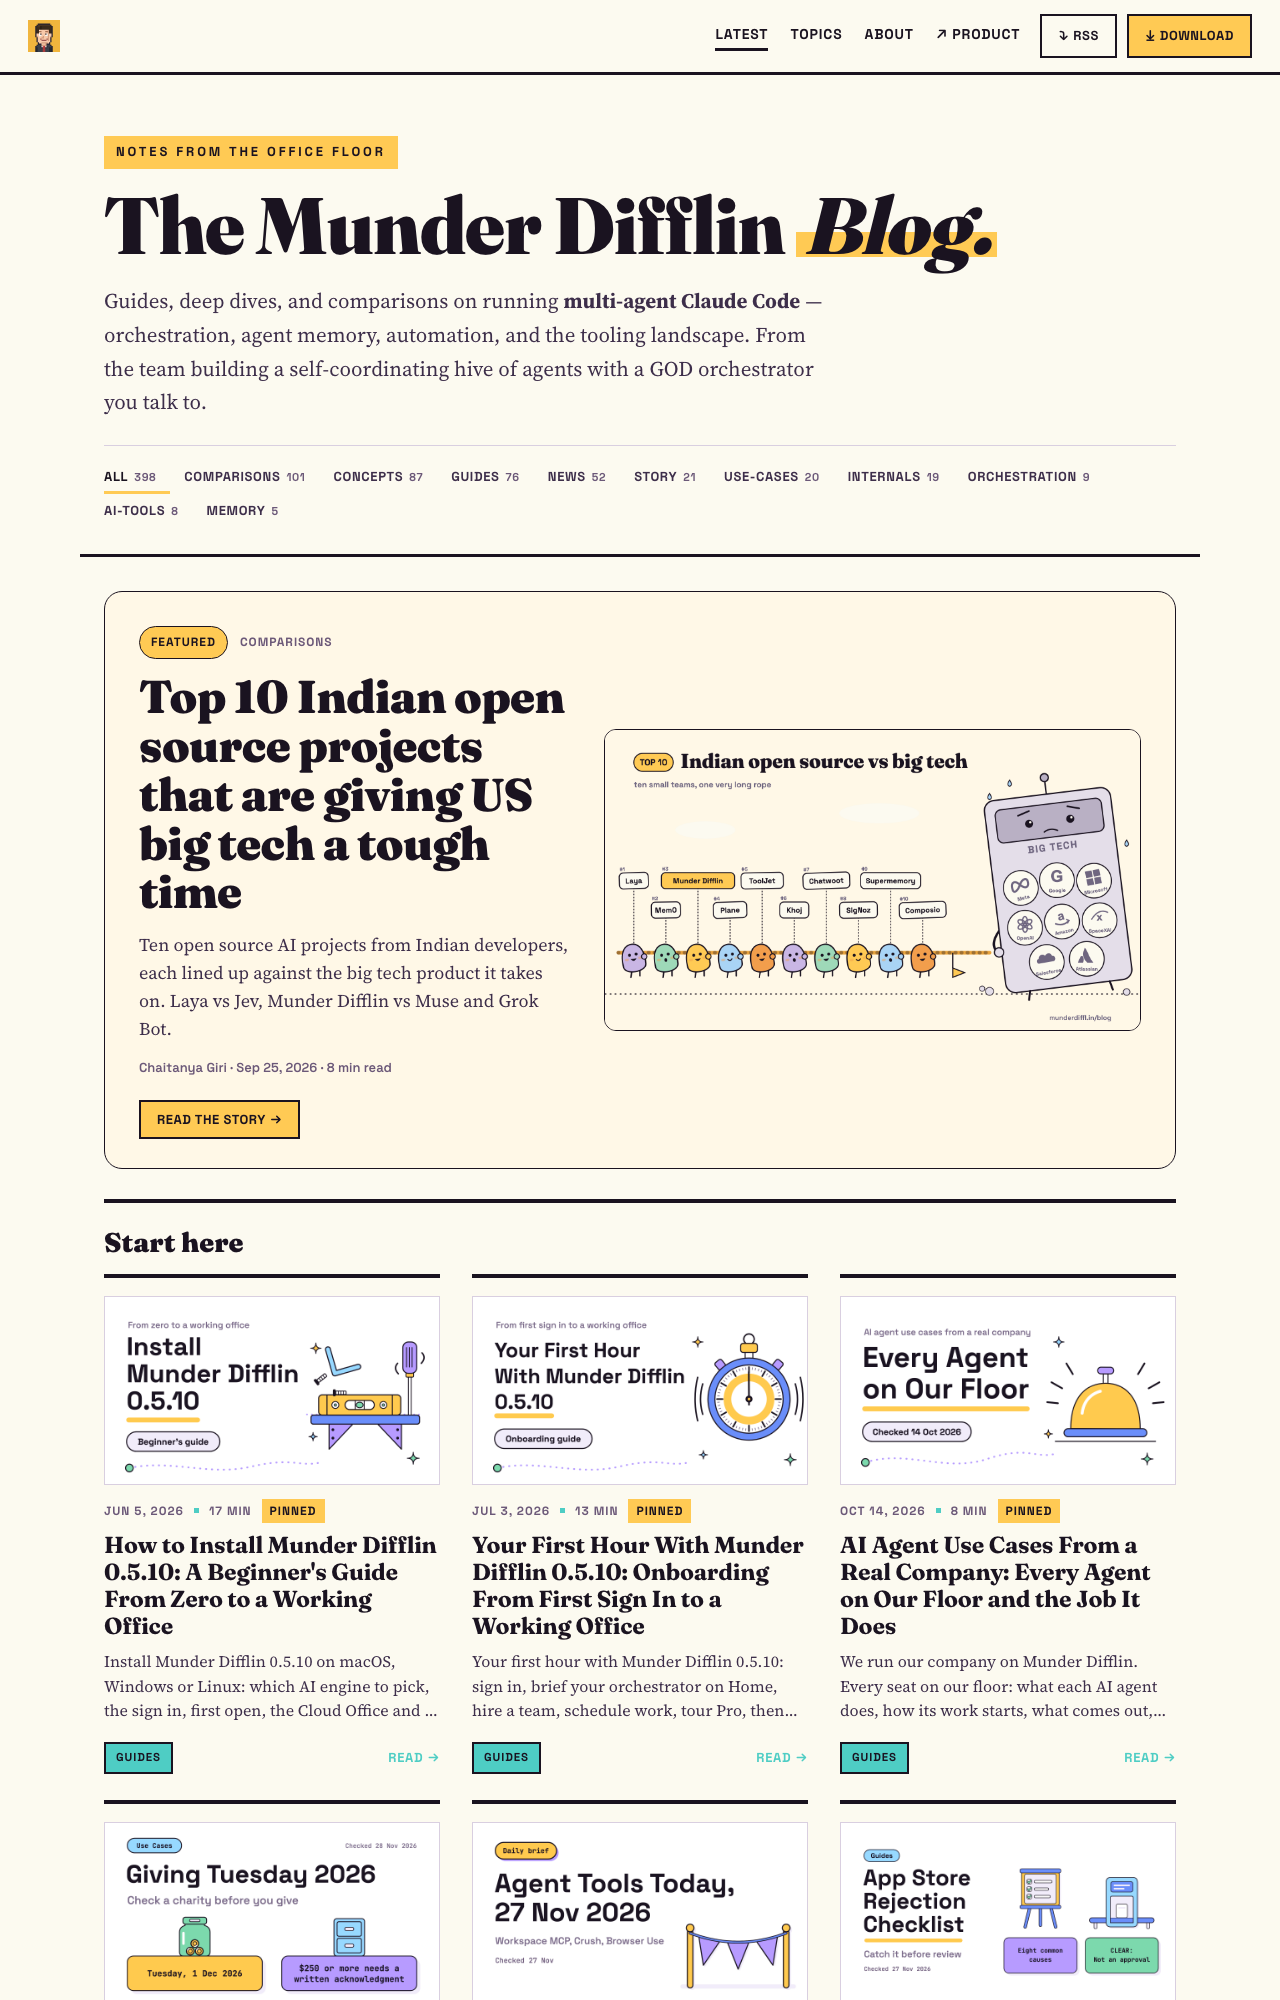 LATEST TOPICS ABOUT ↗ PRODUCT RSS DOWNLOAD
NOTES FROM THE OFFICE FLOOR
The Munder Difflin Blog.
Guides, deep dives, and comparisons on running multi-agent Claude Code —
orchestration, agent memory, automation, and the tooling landscape. From
the team building a self-coordinating hive of agents with a GOD orchestrator
you talk to.
ALL 398 COMPARISONS 101 CONCEPTS 87 GUIDES 76 NEWS 52 STORY 21 USE-CASES 20 INTERNALS 19 ORCHESTRATION 9
AI-TOOLS 8 MEMORY 5
FEATURED COMPARISONS
Top 10 Indian open
source projects
that are giving US
big tech a tough
time
Ten open source AI projects from Indian developers,
each lined up against the big tech product it takes
on. Laya vs Jev, Munder Difflin vs Muse and Grok
Bot.
Chaitanya Giri · Sep 25, 2026 · 8 min read
READ THE STORY →
TOP 10 Indian open source vs big tech
ten small teams, one very long rope
BIG TECH
Laya Munder Difflin ToolJet Chatwoot Supermemory
Mem0 Plane Khoj SigNoz Composio
Meta Google Microsoft
OpenAI Amazon SpaceXAI
Salesforce Atlassian
munderdiffl.in/blog
Start here
From zero to a working office
Install
Munder Difflin
0.5.10
Beginner's guide
JUN 5, 2026 17 MIN PINNED
How to Install Munder Difflin
0.5.10: A Beginner's Guide
From Zero to a Working
Office
Install Munder Difflin 0.5.10 on macOS,
Windows or Linux: which AI engine to pick,
the sign in, first open, the Cloud Office and ...
GUIDES READ →
From first sign in to a working office
Your First Hour
With Munder Difflin
0.5.10
Onboarding guide
JUL 3, 2026 13 MIN PINNED
Your First Hour With Munder
Difflin 0.5.10: Onboarding
From First Sign In to a
Working Office
Your first hour with Munder Difflin 0.5.10:
sign in, brief your orchestrator on Home,
hire a team, schedule work, tour Pro, then...
GUIDES READ →
AI agent use cases from a real company
Every Agent
on Our Floor
Checked 14 Oct 2026
OCT 14, 2026 8 MIN PINNED
AI Agent Use Cases From a
Real Company: Every Agent
on Our Floor and the Job It
Does
We run our company on Munder Difflin.
Every seat on our floor: what each AI agent
does, how its work starts, what comes out,...
GUIDES READ →
Use Cases Checked 28 Nov 2026
Giving Tuesday 2026
Check a charity before you give
Tuesday, 1 Dec 2026
$250 or more needs a
written acknowledgment
Daily brief
Agent Tools Today,
27 Nov 2026
Workspace MCP, Crush, Browser Use
Checked 27 Nov
Guides
App Store
Rejection
Checklist
Catch it before review
Checked 27 Nov 2026
Eight common
causes
CLEAR:
Not an approval